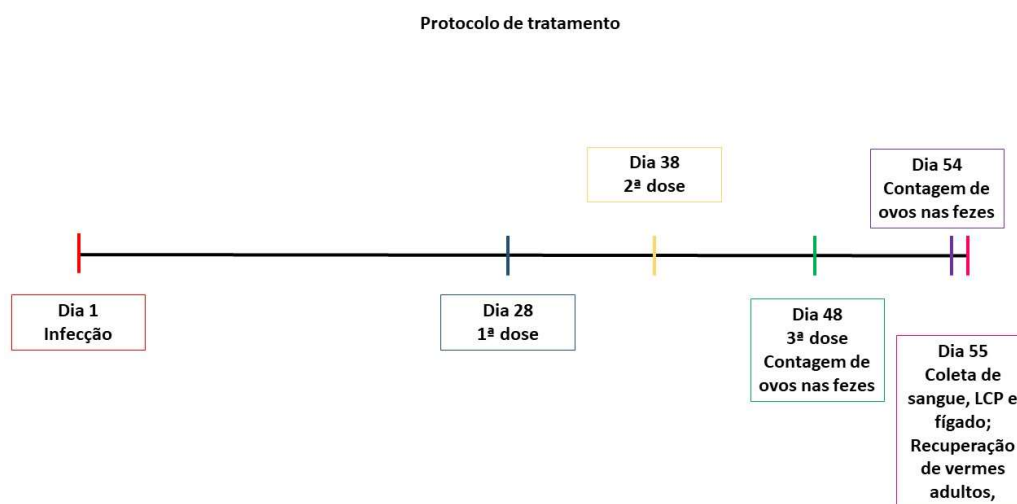 Protocolo de tratamento
Dia 38
2ª dose
Dia 54
Contagem de
ovos nas fezes
Dia 1
Infecção
Dia 28
1ª dose
Dia 48
3ª dose
Contagem de
ovos nas fezes
Dia 55
Coleta de
sangue, LCP e
fígado;
Recuperação
de vermes
adultos,